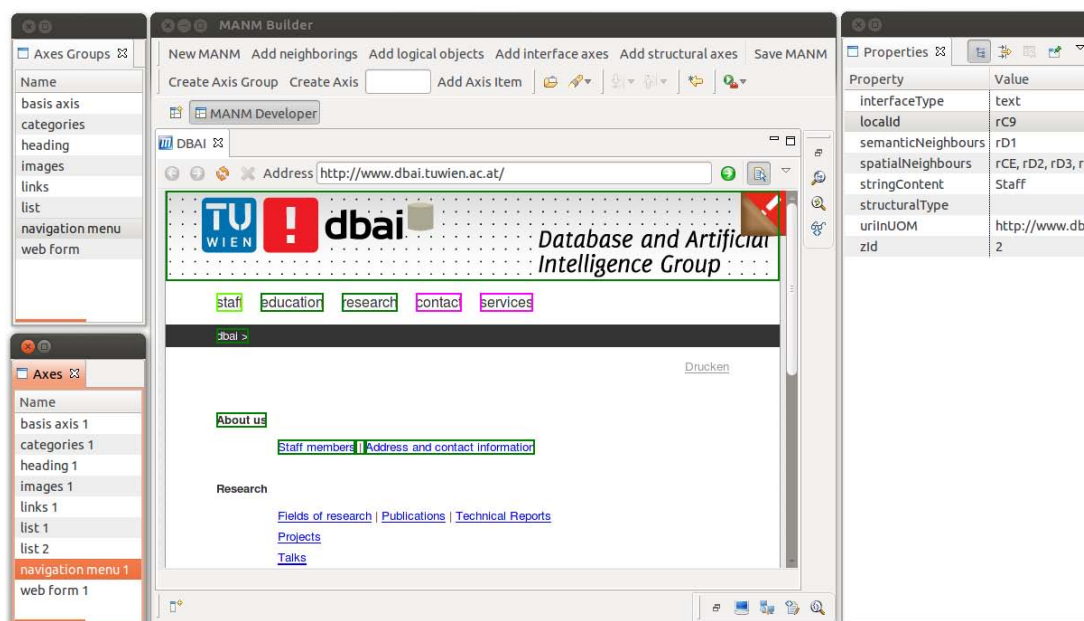 Axes Groups
Name
basis axis
categories
heading
images
links
list
navigation menu
web form
Axes
Name
basis axis 1
categories 1
heading 1
images 1
links 1
list 1
list 2
navigation menu 1
web form 1
MANM Builder
New MANM Add neighborings Add logical objects Add interface axes Add structural axes Save MANM
Create Axis Group Create Axis Add Axis Item
MANM Developer
DBAI
Address http://www.dbai.tuwien.ac.at/
TU WIEN ! dbai
Database and Artificial
Intelligence Group
staff education research contact services
dbai >
Drucken
About us
Staff members | Address and contact information
Research
Fields of research | Publications | Technical Reports
Projects
Talks
Properties
Property Value
interfaceType text
localId rC9
semanticNeighbours rD1
spatialNeighbours rCE, rD2, rD3, r
stringContent Staff
structuralType
uriInUOM http://www.db
zId 2